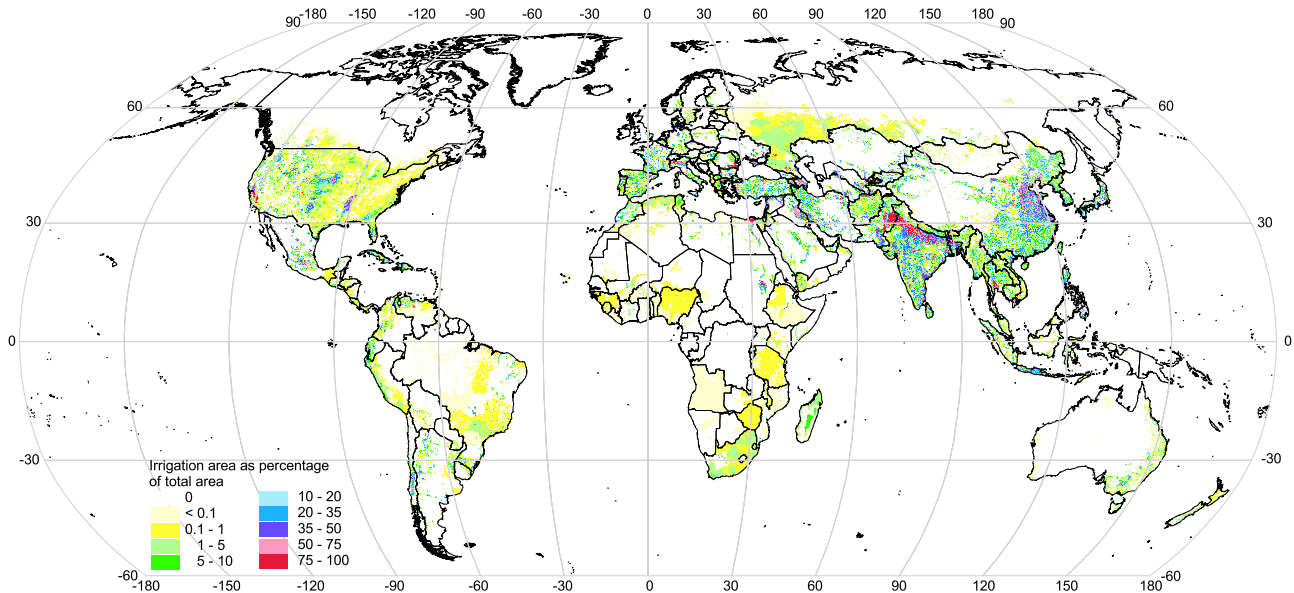 90 -180 -120 -60 -30 0 30 60 90 120 150 180 90
60 60
30 30
0 0
-30 -30
Irrigation area as percentage
of total area
0 10 - 20
< 0.1 20 - 35
0.1 - 1 35 - 50
1 - 5 50 - 75
5 - 10 75 - 100
-60 -60
-180 -150 -120 -90 -60 -30 0 30 60 90 120 150 180